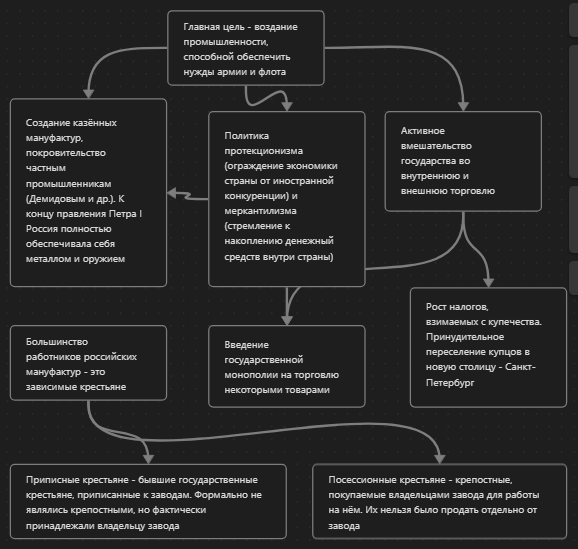 Главная цель - воздание
промышленности,
способной обеспечить
нужды армии и флота
Создание казённых
мануфактур,
покровительство
частным
промышленникам
(Демидовым и др.). К
концу правления Петра I
Россия полностью
обеспечивала себя
металлом и оружием
Политика
протекционизма
(ограждение экономики
страны от иностранной
конкуренции) и
меркантилизма
(стремление к
накоплению денежный
средств внутри страны)
Активное
вмешательство
государства во
внутреннюю и
внешнюю торговлю
Рост налогов,
взимаемых с купечества.
Принудительное
переселение купцов в
новую столицу - Санкт-
Петербург
Большинство
работников российских
мануфактур - это
зависимые крестьяне
Введение
государственной
монополии на торговлю
некоторыми товарами
Приписные крестьяне - бывшие государственные
крестьяне, приписанные к заводам. Формально не
являлись крепостными, но фактически
принадлежали владельцу завода
Посессионные крестьяне - крепостные,
покупаемые владельцами завода для работы
на нём. Их нельзя было продать отдельно от
завода